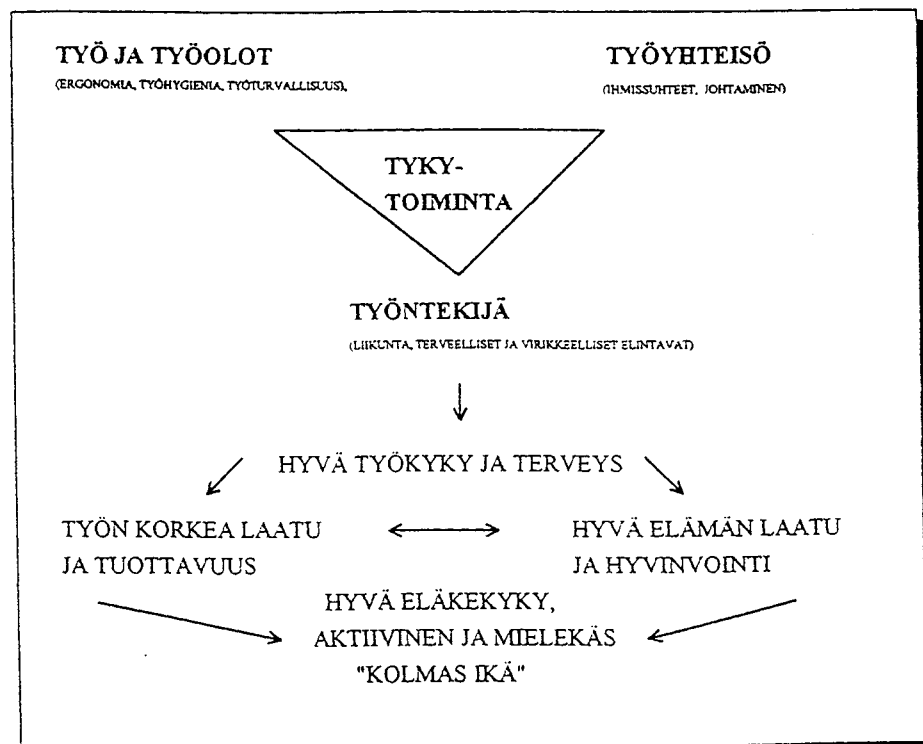 TYÖ JA TYÖOLOT
(ERGONOMIA, TYÖHYGIENIA, TYÖTURVALLISUUS),
TYÖYHTEISÖ
(IHMISSUHTEET, JOHTAMINEN)
TYKY-
TOIMINTA
TYÖNTEKIJÄ
(LIIKUNTA, TERVEELLISET JA VIRIKKEELLISET ELINTAVAT)
HYVÄ TYÖKYKY JA TERVEYS
TYÖN KORKEA LAATU
JA TUOTTAVUUS
HYVÄ ELÄMÄN LAATU
JA HYVINVOINTI
HYVÄ ELÄKEKYKY,
AKTIIVINEN JA MIELEKÄS
"KOLMAS IKÄ"